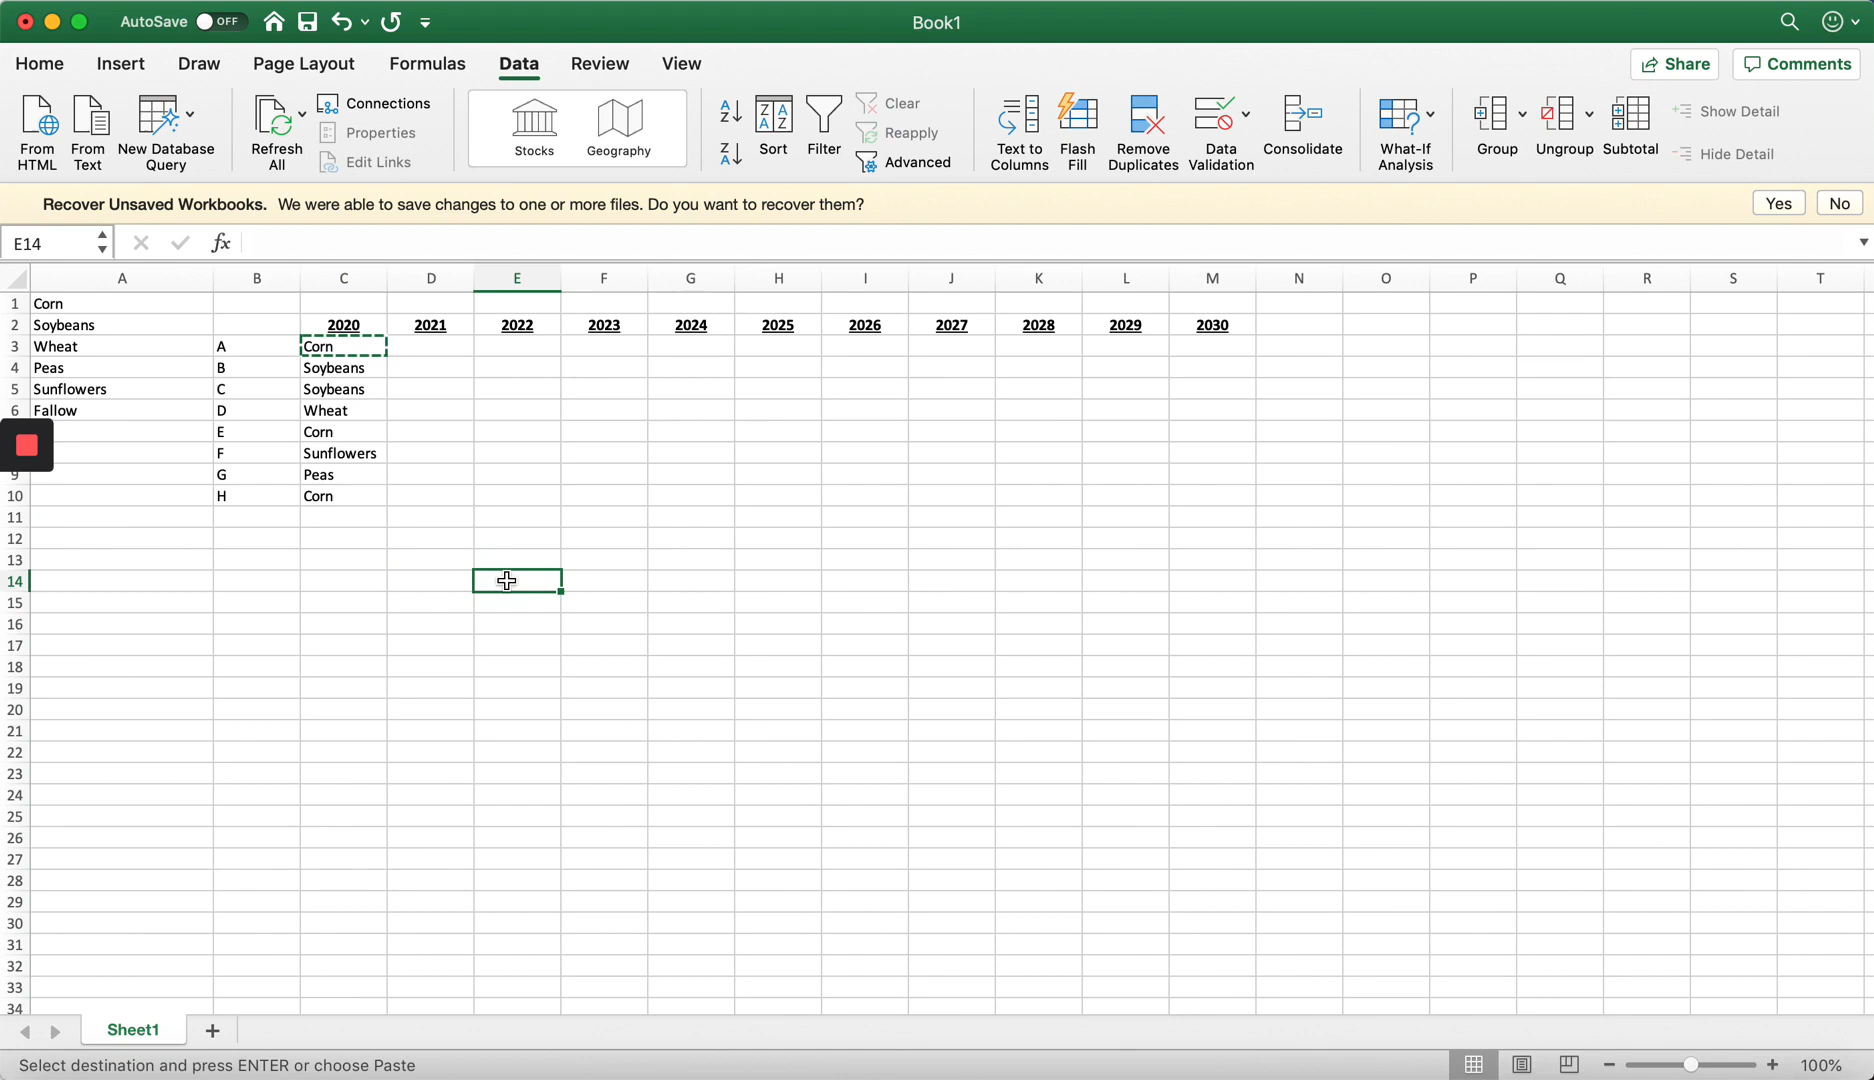 AutoSave OFF Book1
Home Insert Draw Page Layout Formulas Data Review View Share Comments
From HTML
From Text
New Database Query
Refresh All
Connections
Properties
Edit Links
Stocks
Geography
A Z
Z A
Z A A Z
Sort
Filter
Clear
Reapply
Advanced
Text to Columns
Flash Fill
Remove Duplicates
Data Validation
Consolidate
What-If Analysis
Group
Ungroup
Subtotal
Show Detail
Hide Detail
Recover Unsaved Workbooks. We were able to save changes to one or more files. Do you want to recover them? Yes No
E14 fx
A B C D E F G H I J K L M N O P Q R S T
1 Corn
2 Soybeans 2020 2021 2022 2023 2024 2025 2026 2027 2028 2029 2030
3 Wheat A Corn
4 Peas B Soybeans
5 Sunflowers C Soybeans
6 Fallow D Wheat
E Corn
F Sunflowers
9 G Peas
10 H Corn
11
12
13
14
15
16
17
18
19
20
21
22
23
24
25
26
27
28
29
30
31
32
33
34
Sheet1
Select destination and press ENTER or choose Paste 100%